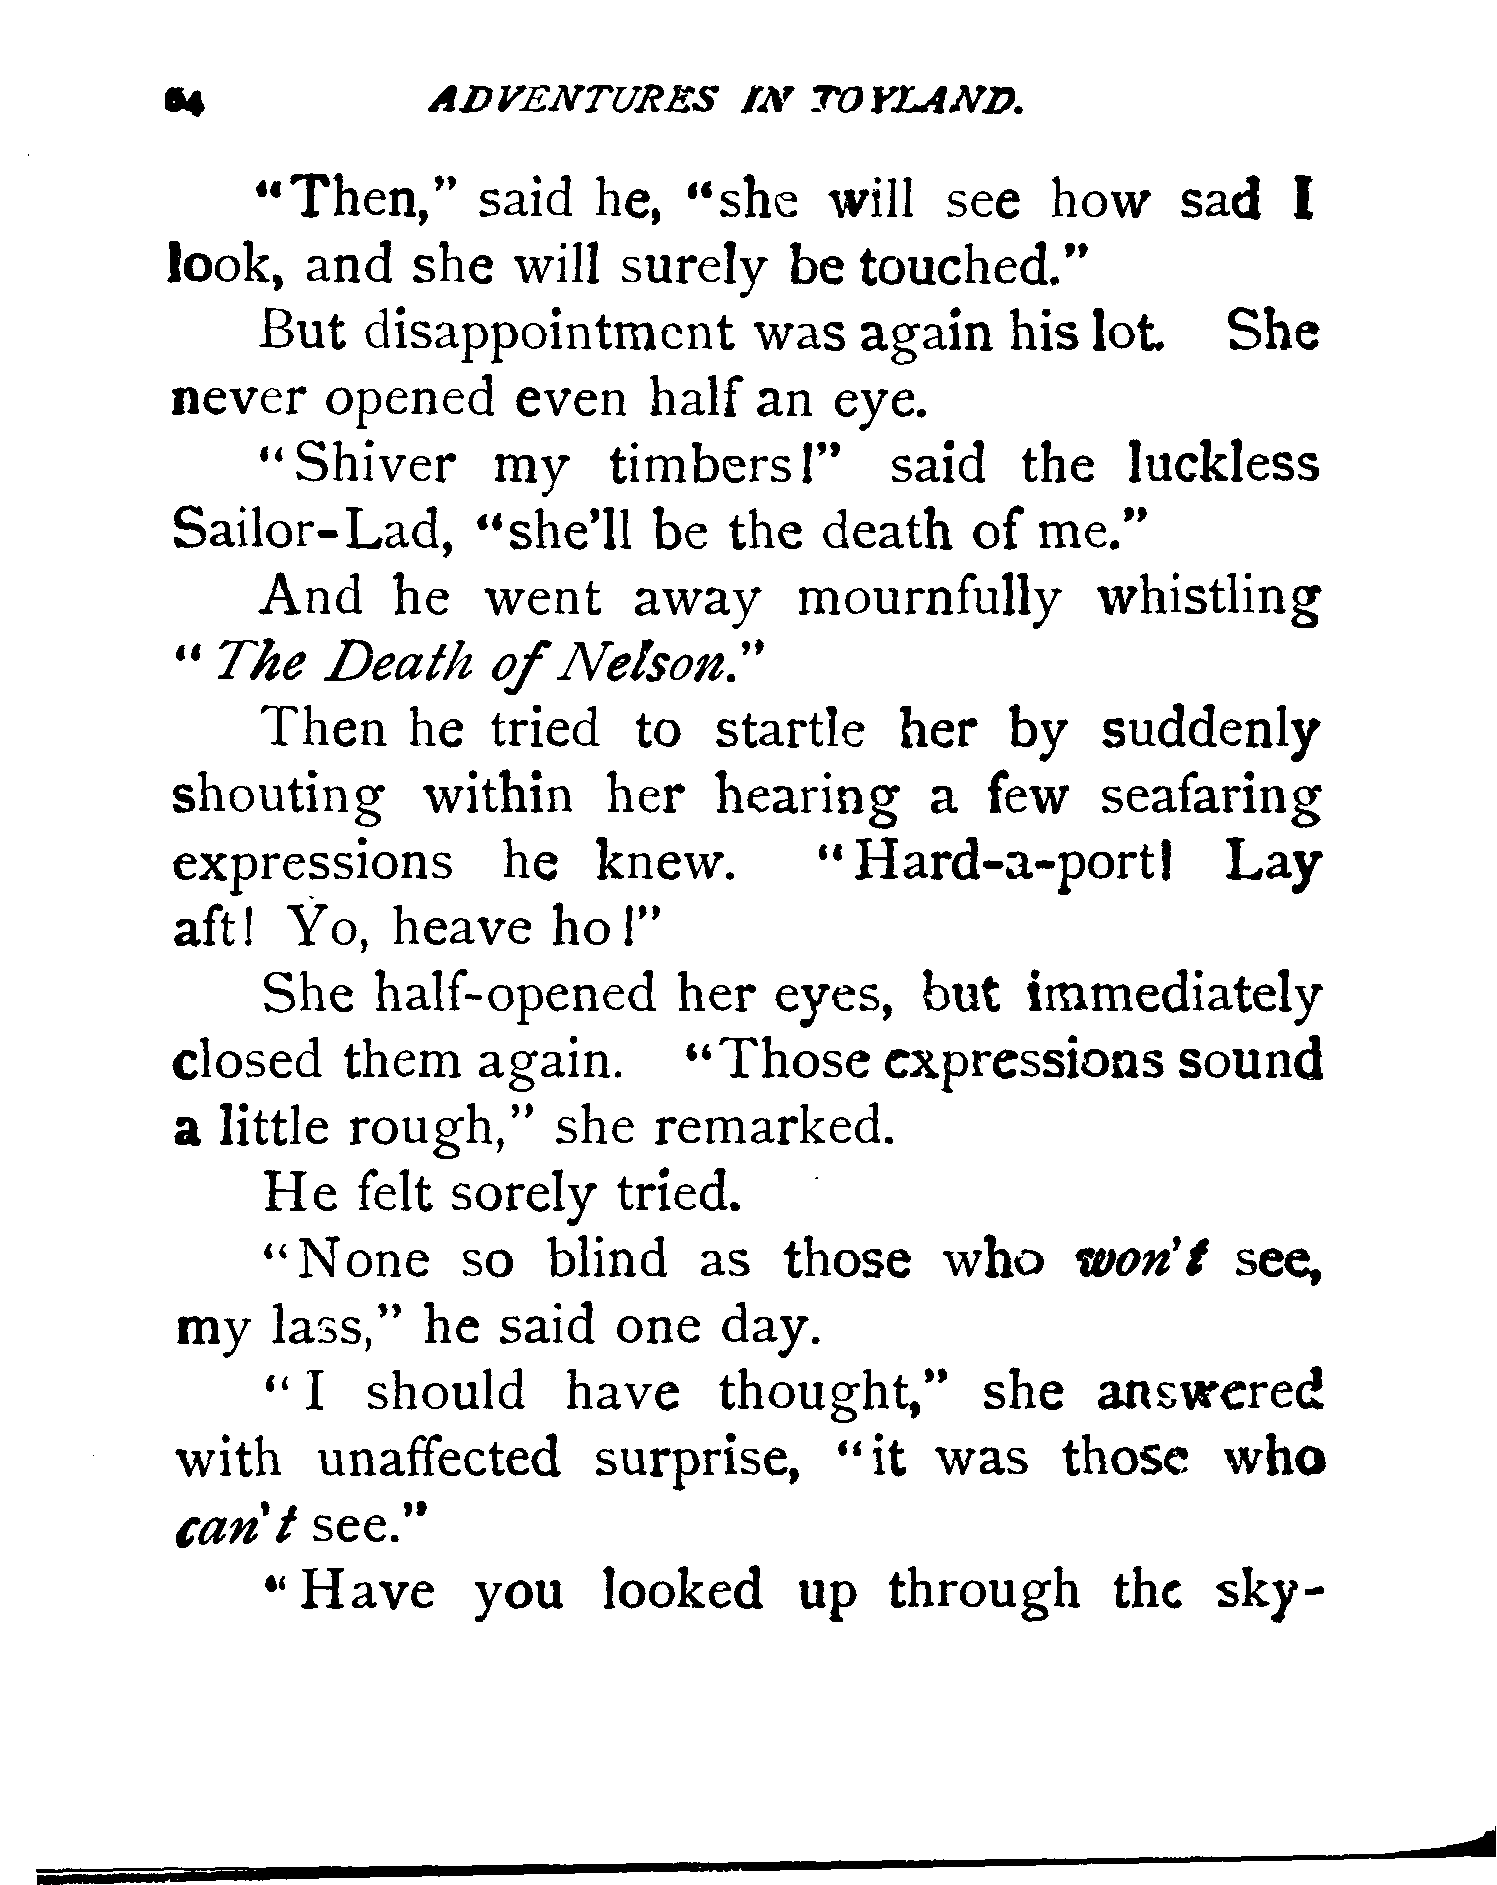 64 ADVENTURES IN TOYLAND.
"Then," said he, "she will see how sad I
look, and she will surely be touched."
But disappointment was again his lot. She
never opened even half an eye.
"Shiver my timbers!" said the luckless
Sailor-Lad, "she'll be the death of me."
And he went away mournfully whistling
"The Death of Nelson."
Then he tried to startle her by suddenly
shouting within her hearing a few seafaring
expressions he knew. "Hard-a-port! Lay
aft! Yo, heave ho!"
She half-opened her eyes, but immediately
closed them again. "Those expressions sound
a little rough," she remarked.
He felt sorely tried.
"None so blind as those who won't see,
my lass," he said one day.
"I should have thought," she answered
with unaffected surprise, "it was those who
can't see."
"Have you looked up through the sky-